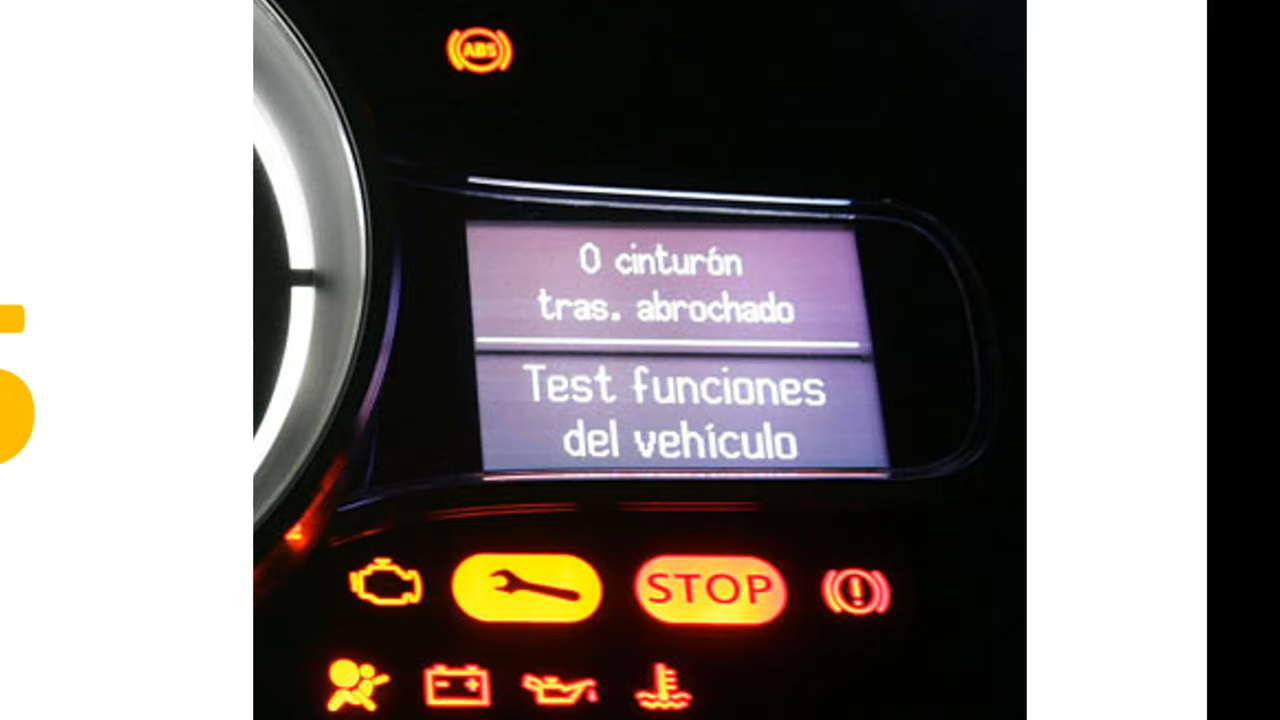 ABS
0 cinturón
tras. abrochado
Test funciones
del vehículo
STOP